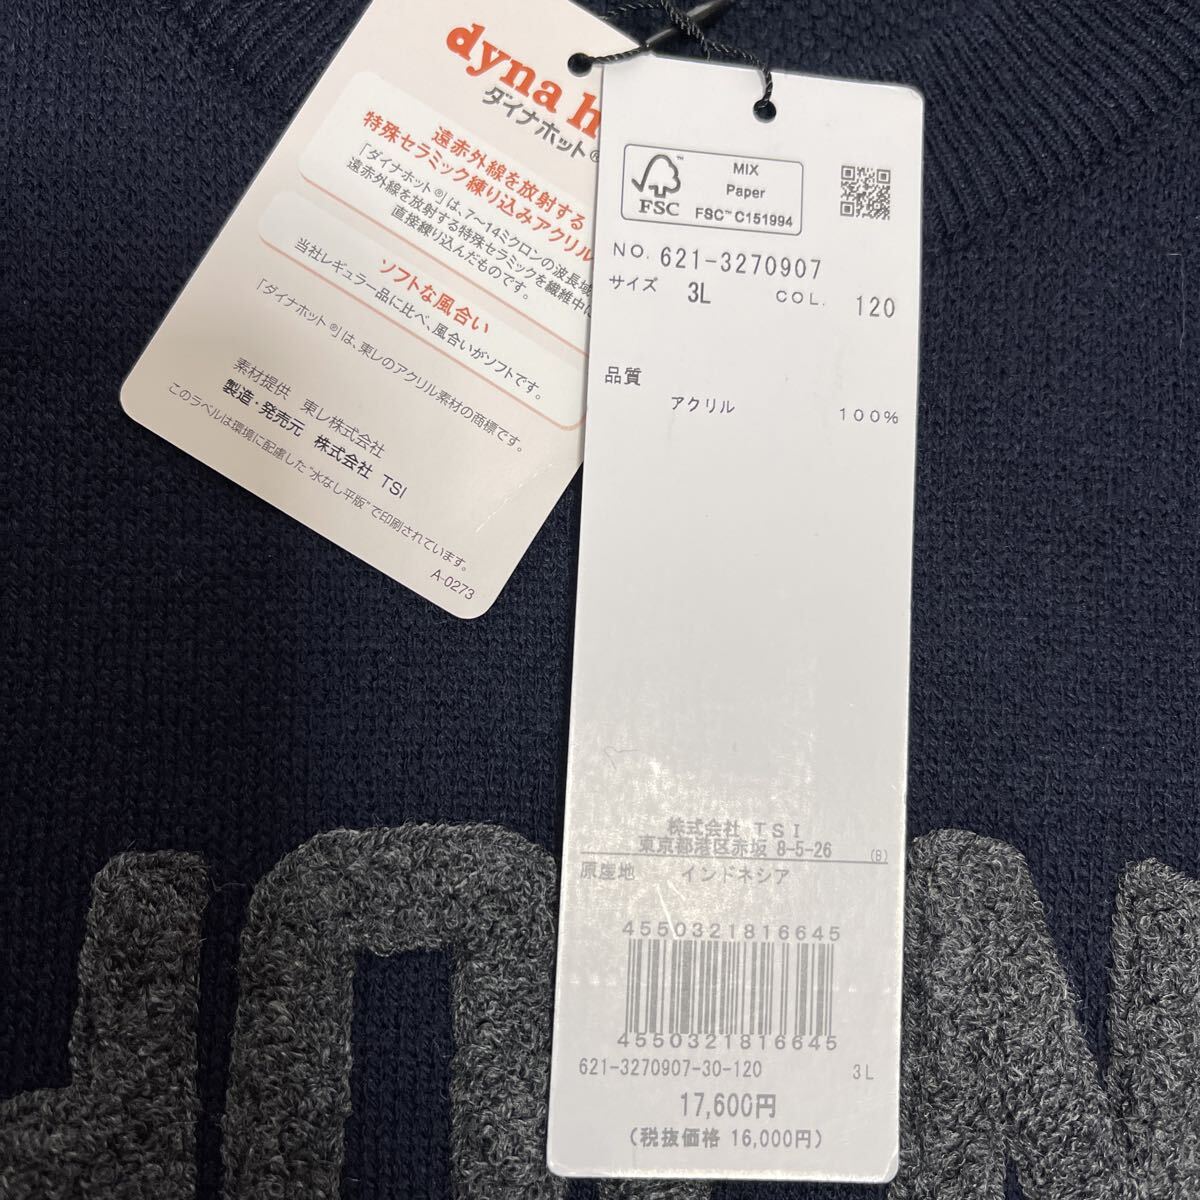 dyna h
ダイナホット®
遠赤外線を放射する
特殊セラミック練り込みアクリル
「ダイナホット®」は、7〜14ミクロンの波長域
遠赤外線を放射する特殊セラミックを繊維中に
直接練り込んだものです。
ソフトな風合い
当社レギュラー品に比べ、風合いがソフトです。
「ダイナホット®」は、東レのアクリル素材の商標です。
素材提供 東レ株式会社
製造・発売元 株式会社 TSI
このラベルは環境に配慮した"水なし平版"で印刷されています。
A-0273
FSC
MIX
Paper
FSC™ C151994
NO. 621-3270907
サイズ 3L COL. 120
品質
アクリル 100%
株式会社 TSI
東京都港区赤坂 8-5-26 (B)
原産地 インドネシア
4550321816645
4550321816645
621-3270907-30-120 3L
17,600円
(税抜価格 16,000円)